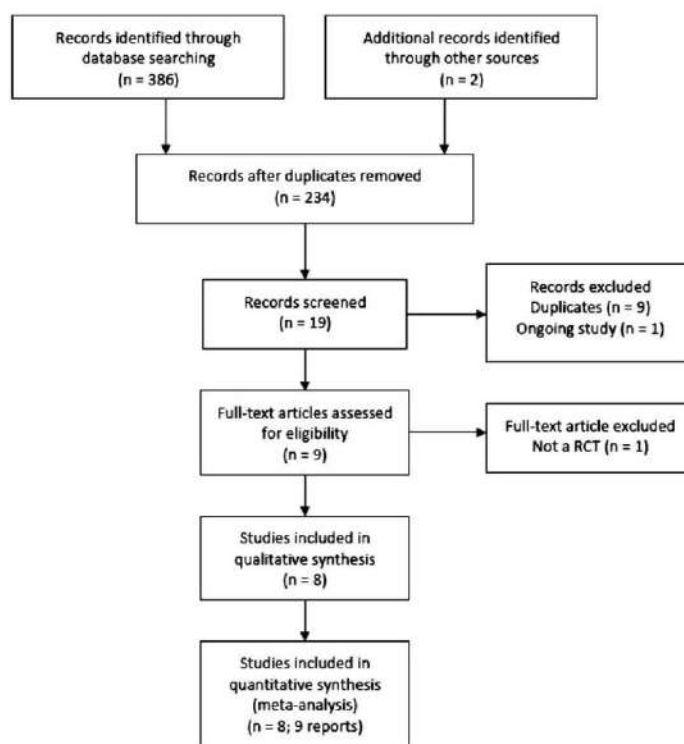 Records identified through
database searching
(n = 386)
Additional records identified
through other sources
(n = 2)
Records after duplicates removed
(n = 234)
Records screened
(n = 19)
Records excluded
Duplicates (n = 9)
Ongoing study (n = 1)
Full-text articles assessed
for eligibility
(n = 9)
Full-text article excluded
Not a RCT (n = 1)
Studies included in
qualitative synthesis
(n = 8)
Studies included in
quantitative synthesis
(meta-analysis)
(n = 8; 9 reports)